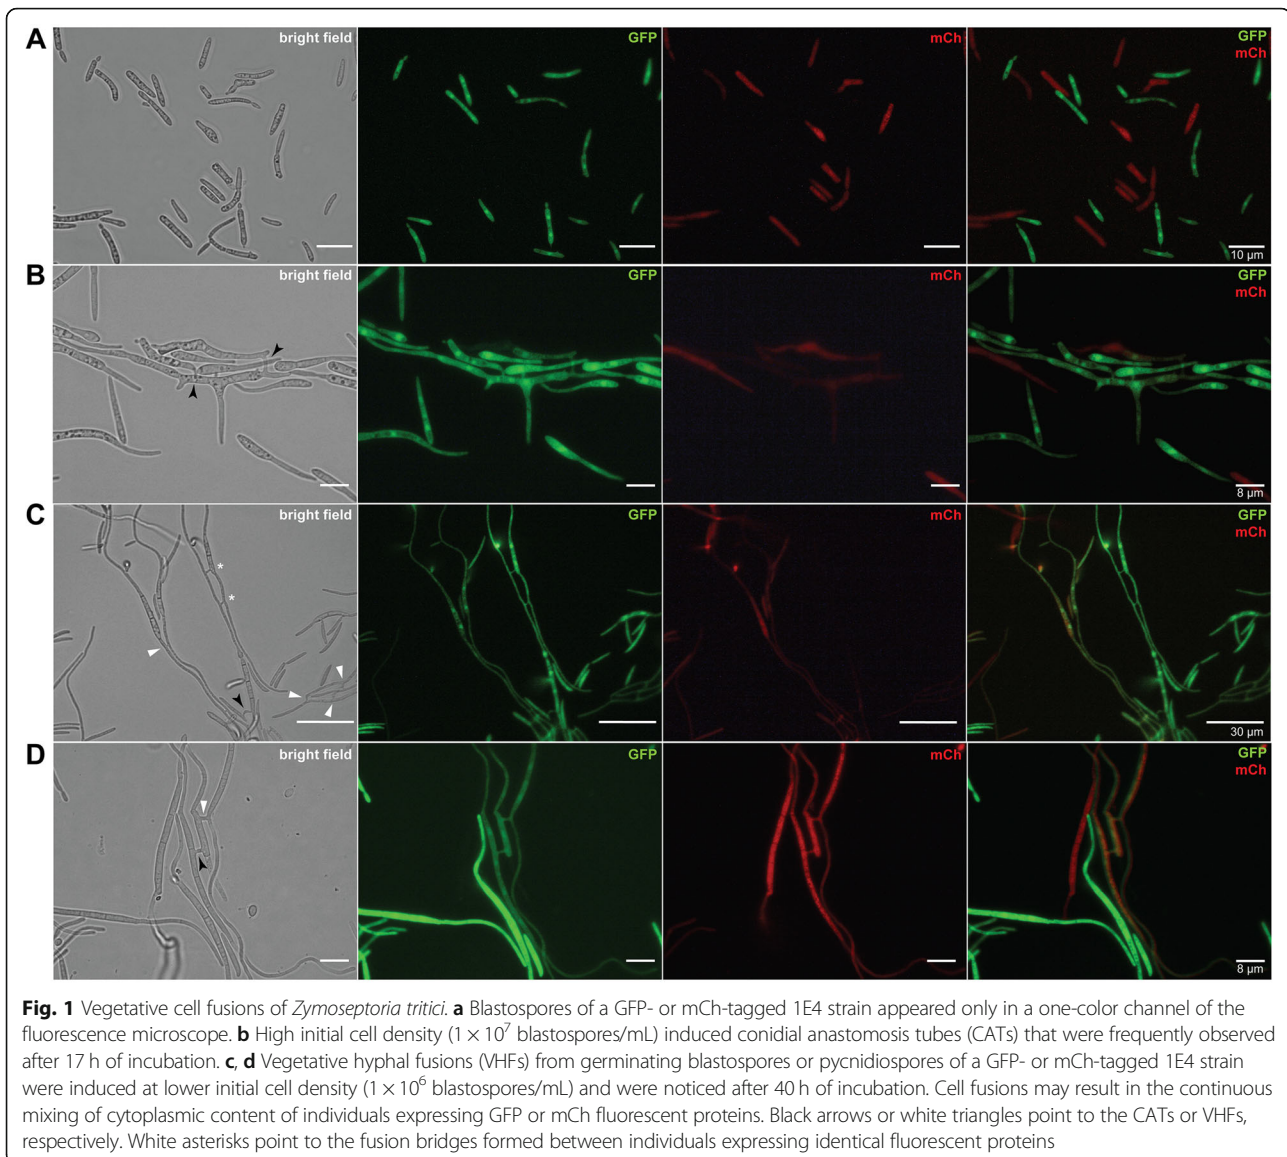 A
bright field
GFP
mCh
GFP
mCh
10 µm
B
bright field
GFP
mCh
GFP
mCh
8 µm
C
bright field
*
*
GFP
mCh
GFP
mCh
30 µm
D
bright field
GFP
mCh
GFP
mCh
8 µm
Fig. 1 Vegetative cell fusions of Zymoseptoria tritici. a Blastospores of a GFP- or mCh-tagged 1E4 strain appeared only in a one-color channel of the
fluorescence microscope. b High initial cell density (1 × 10⁷ blastospores/mL) induced conidial anastomosis tubes (CATs) that were frequently observed
after 17 h of incubation. c, d Vegetative hyphal fusions (VHFs) from germinating blastospores or pycnidiospores of a GFP- or mCh-tagged 1E4 strain
were induced at lower initial cell density (1 × 10⁶ blastospores/mL) and were noticed after 40 h of incubation. Cell fusions may result in the continuous
mixing of cytoplasmic content of individuals expressing GFP or mCh fluorescent proteins. Black arrows or white triangles point to the CATs or VHFs,
respectively. White asterisks point to the fusion bridges formed between individuals expressing identical fluorescent proteins